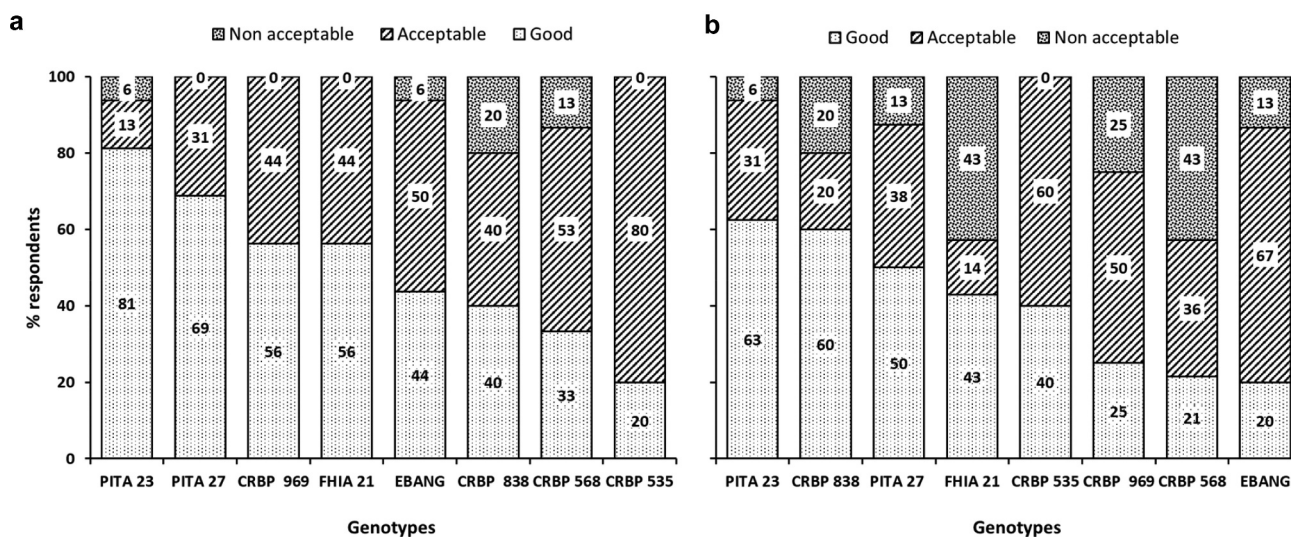 a
Non acceptable Acceptable Good
% respondents
100
80
60
40
20
0
6 0 0 0 6 20 13 0
13 31 44 44 50 40 53 80
81 69 56 56 44 40 33 20
PITA 23 PITA 27 CRBP 969 FHIA 21 EBANG CRBP 838 CRBP 568 CRBP 535
Genotypes
b
Good Acceptable Non acceptable
6 20 13 43 0 25 43 13
31 20 38 14 60 50 36 67
63 60 50 43 40 25 21 20
PITA 23 CRBP 838 PITA 27 FHIA 21 CRBP 535 CRBP 969 CRBP 568 EBANG
Genotypes